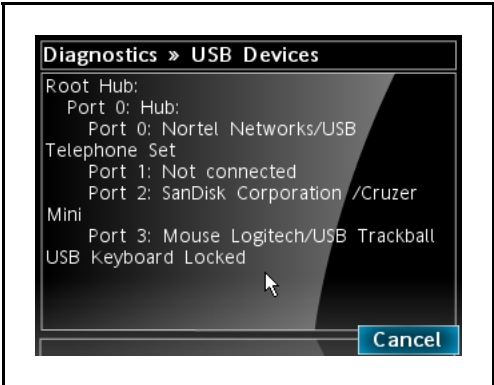 Diagnostics » USB Devices
Root Hub:
Port 0: Hub:
Port 0: Nortel Networks/USB
Telephone Set
Port 1: Not connected
Port 2: SanDisk Corporation /Cruzer
Mini
Port 3: Mouse Logitech/USB Trackball
USB Keyboard Locked
Cancel